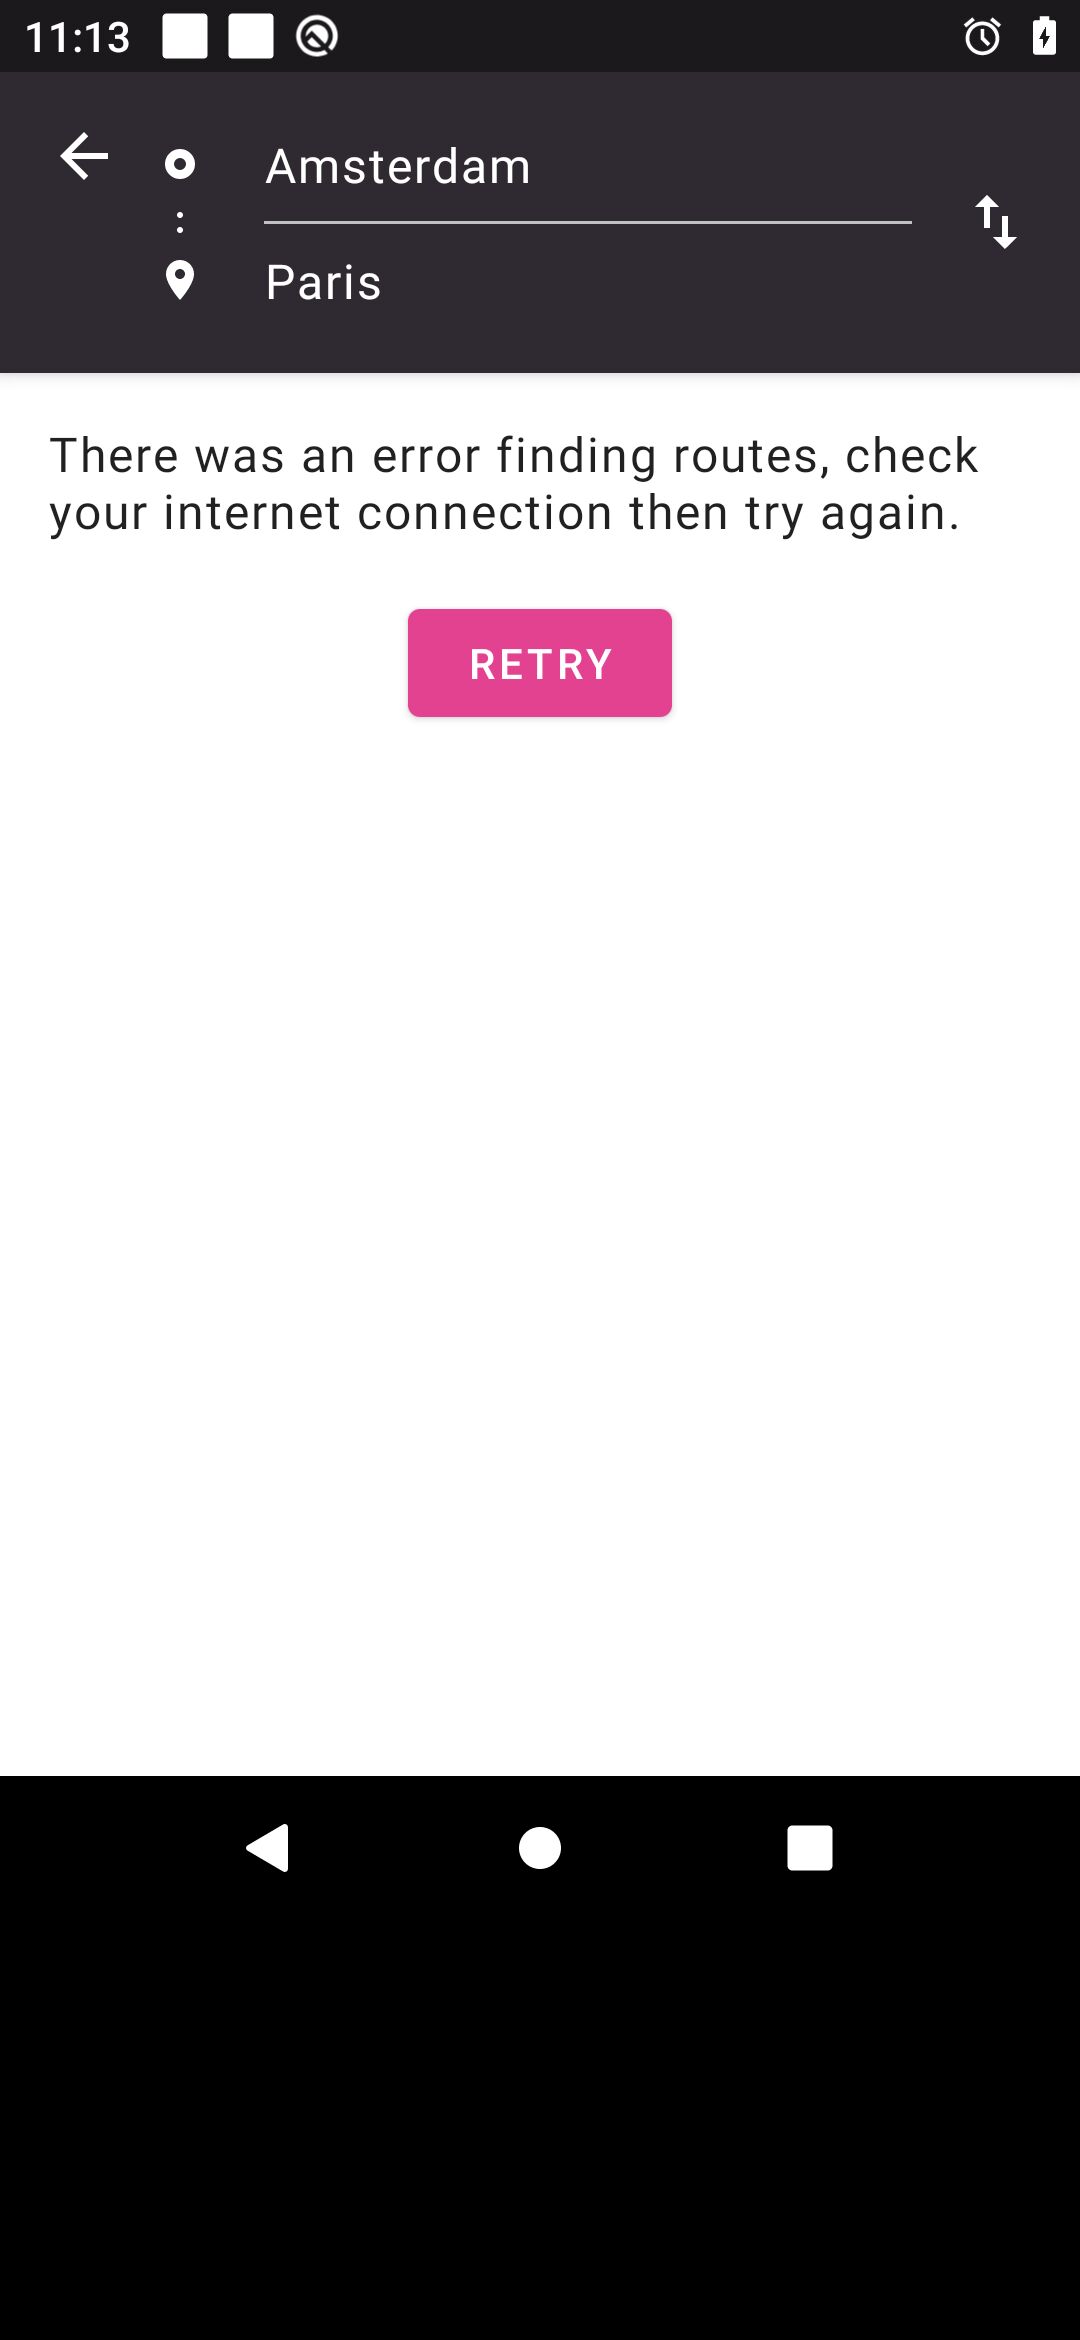 11:13
Amsterdam
Paris
There was an error finding routes, check
your internet connection then try again.
RETRY